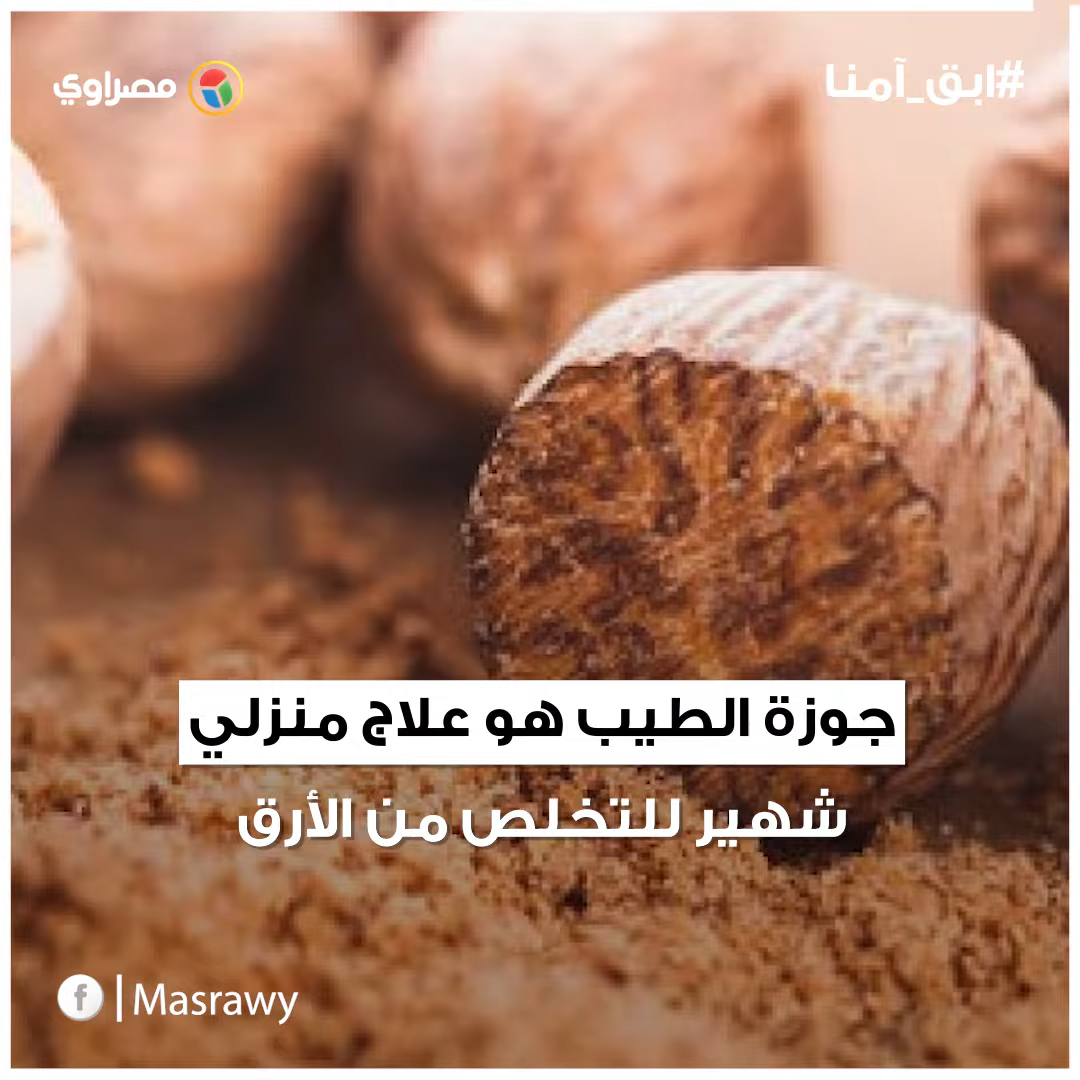 #ابق_آمنا
مصراوي
جوزة الطيب هو علاج منزلي
شهير للتخلص من الأرق
f | Masrawy